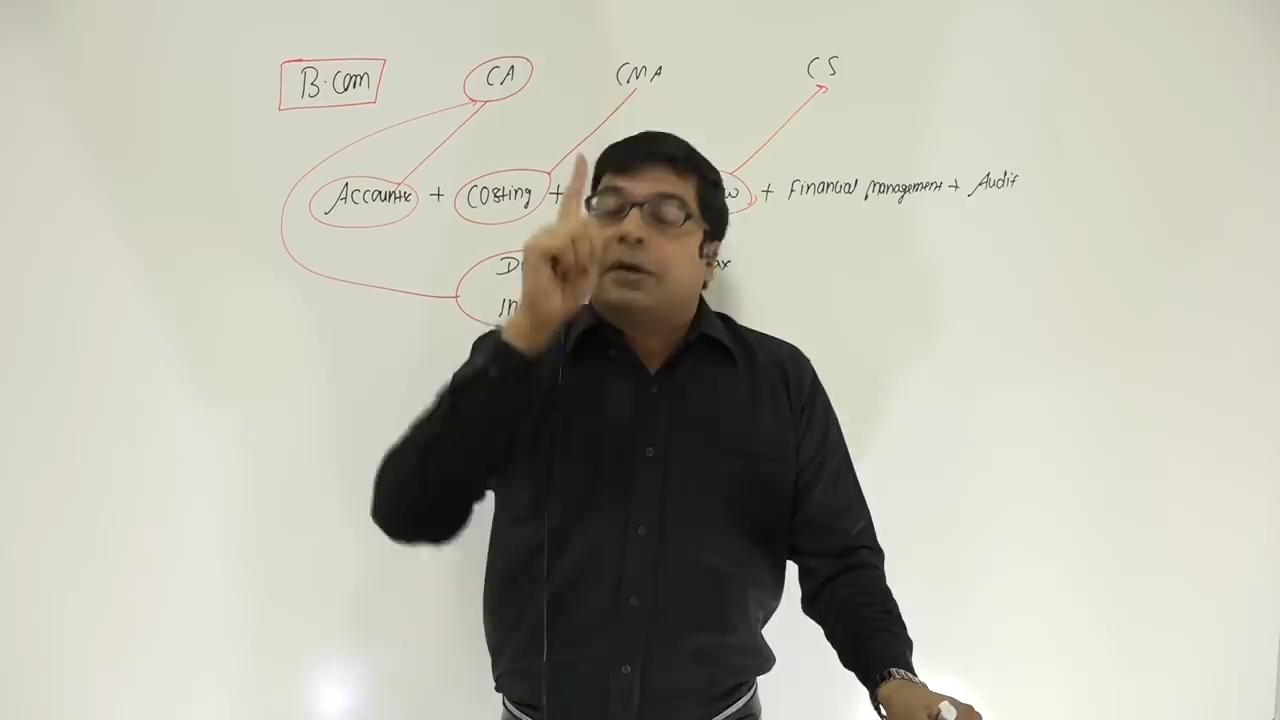 B.Com CA CMA CS
Accounts + Costing + + Financial management + Audit